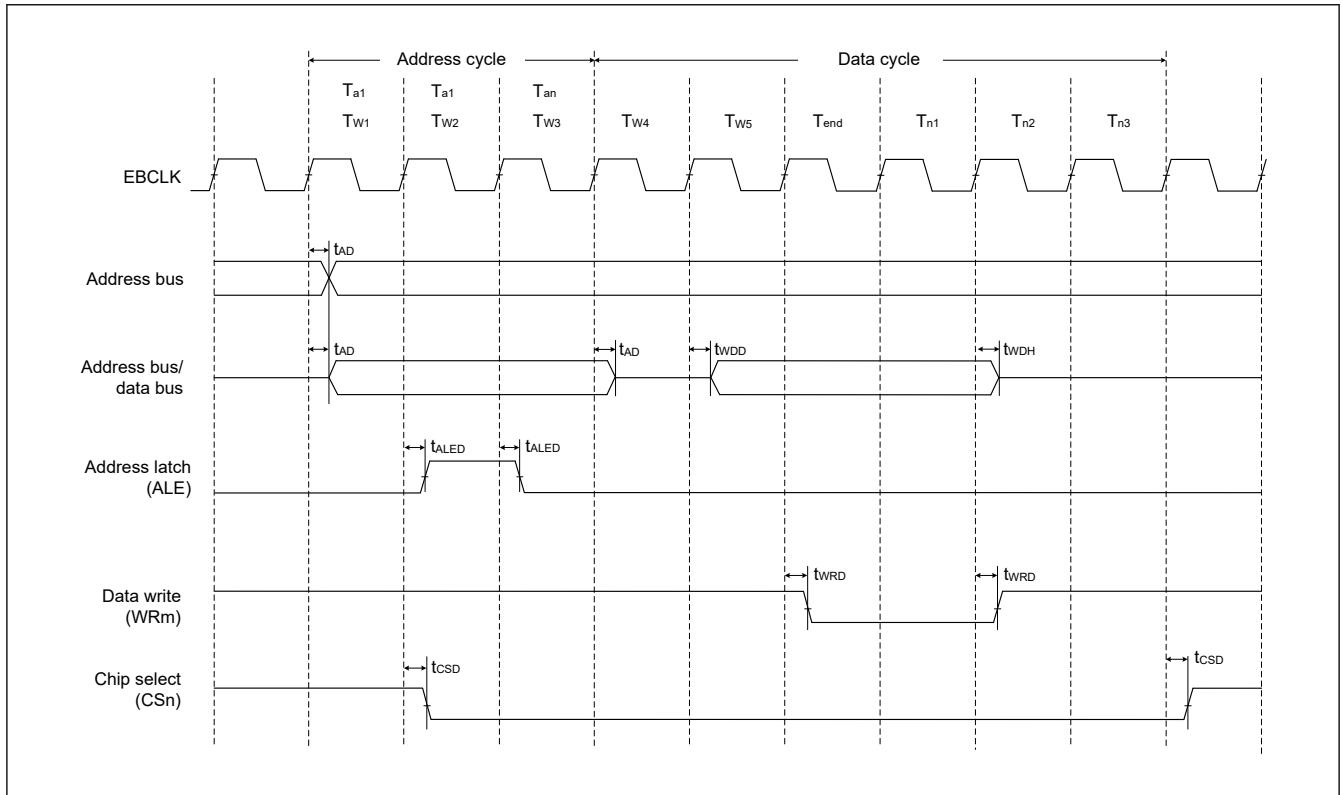 Address cycle Data cycle
Ta1 Ta1 Tan
TW1 TW2 TW3 TW4 TW5 Tend Tn1 Tn2 Tn3
EBCLK
tAD
Address bus
tAD tAD tWDD tWDH
Address bus/
data bus
tALED tALED
Address latch
(ALE)
tWRD tWRD
Data write
(WRm)
tCSD tCSD
Chip select
(CSn)